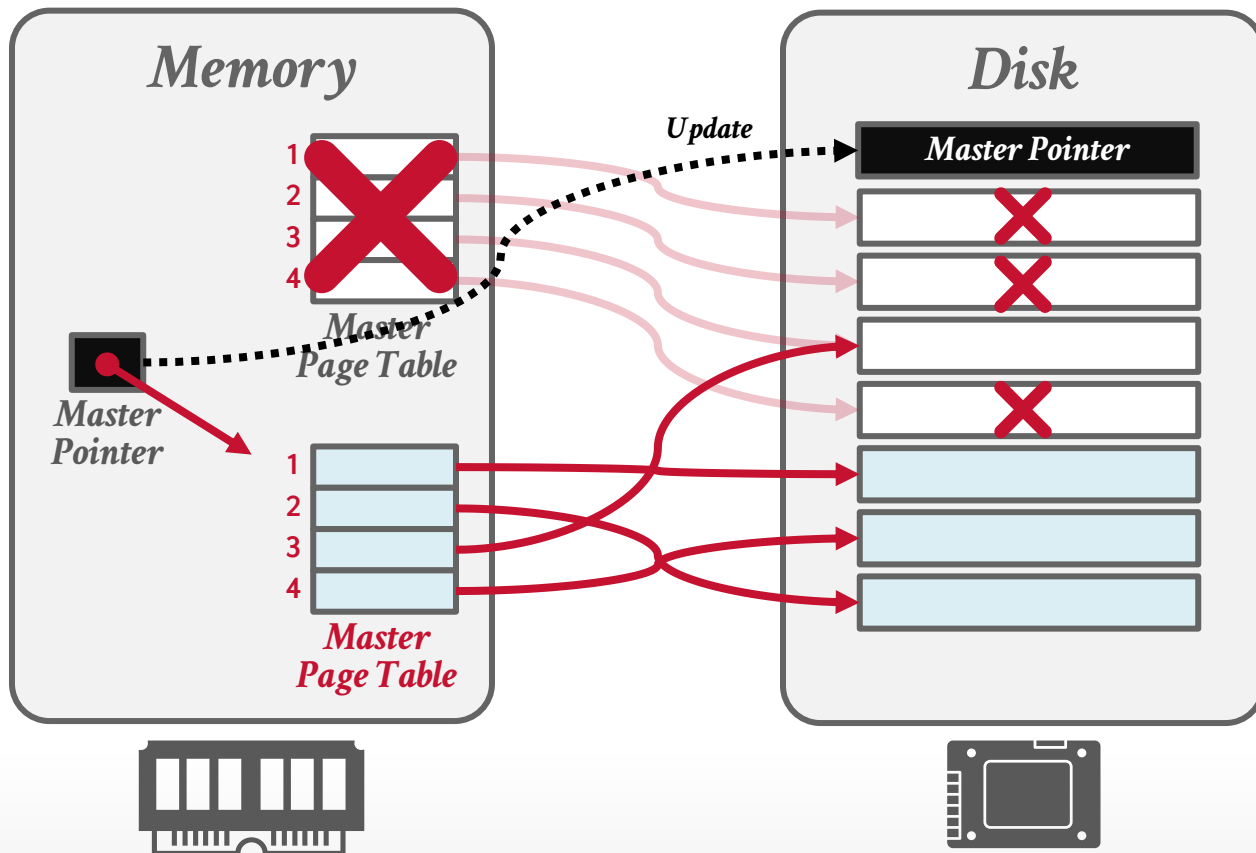 Memory
Disk
Update
Master Pointer
1
2
3
4
Master
Page Table
Master
Pointer
1
2
3
4
Master
Page Table